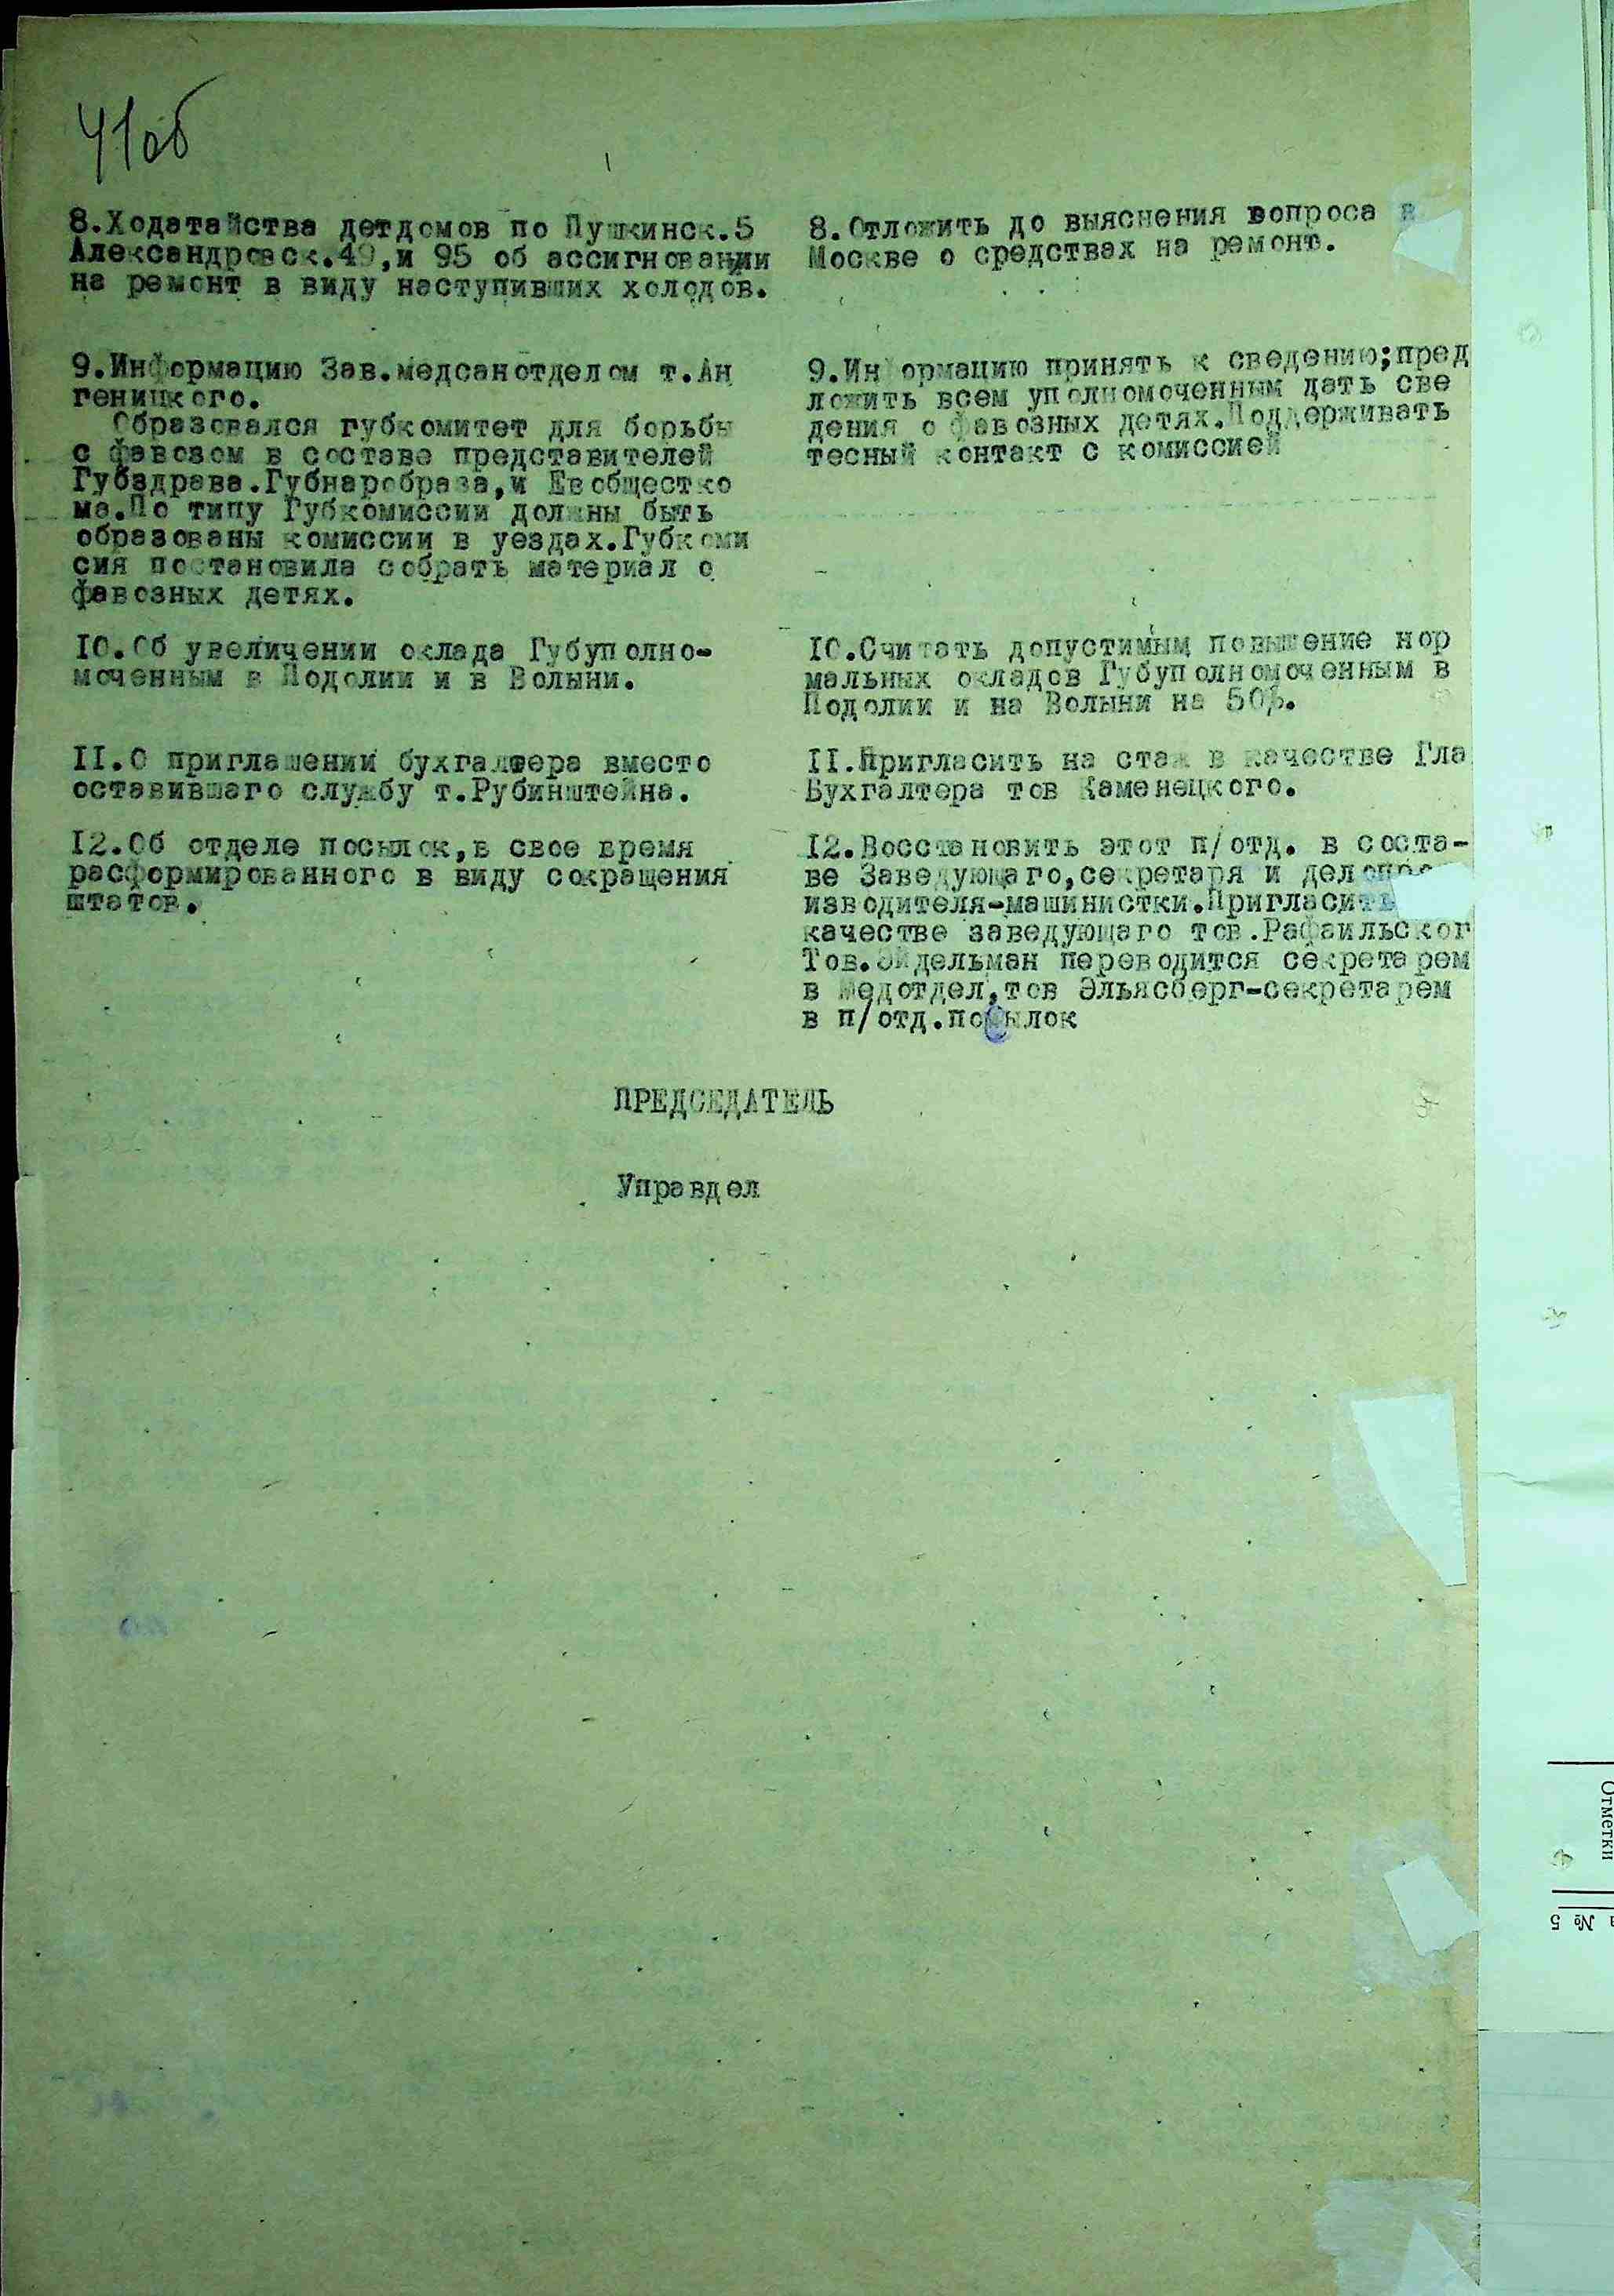 41об
8.Ходатайства детдомов по Пушкинск.5
Александровск.49,и 95 об ассигновании
на ремонт в виду наступивших холодов.
8.Отложить до выяснения вопроса в
Москве о средствах на ремонт.
9.Информацию Зав.медсанотделом т.Ан
геницкого.
Образовался губкомитет для борьбы
с фавозом в составе представителей
Губздрава.Губнаробраза,и Евобществко
ма.По типу Губкомиссии должны быть
образованы комиссии в уездах.Губкоми
сия постановила собрать материал о
фавозных детях.
9.Информацию принять к сведению;пред
ложить всем уполномоченным дать све
дения о фавозных детях.Поддерживать
тесный контакт с комиссией
10.Об увеличении оклада Губуполно-
моченным в Подолии и в Волыни.
10.Считать допустимым повышение нор
мальных окладов Губуполномоченным в
Подолии и на Волыни на 50%.
II.О приглашении бухгалтера вместо
оставившаго службу т.Рубинштейна.
II.Пригласить на стаж в качестве Гла
Бухгалтера тов Каменецкого.
12.Об отделе посылок,в свое время
расформированного в виду сокращения
штатов.
12.Восстановить этот п/отд. в соста-
ве Заведующаго,секретаря и делопро
изводителя-машинистки.Пригласить
качестве заведующаго тов.Рафаильског
Тов.Эйдельман переводится секретарем
в Медотдел,тов Эльясберг-секретарем
в п/отд.посылок
ПРЕДСЕДАТЕЛЬ
Управдел
Отметки
№ 5